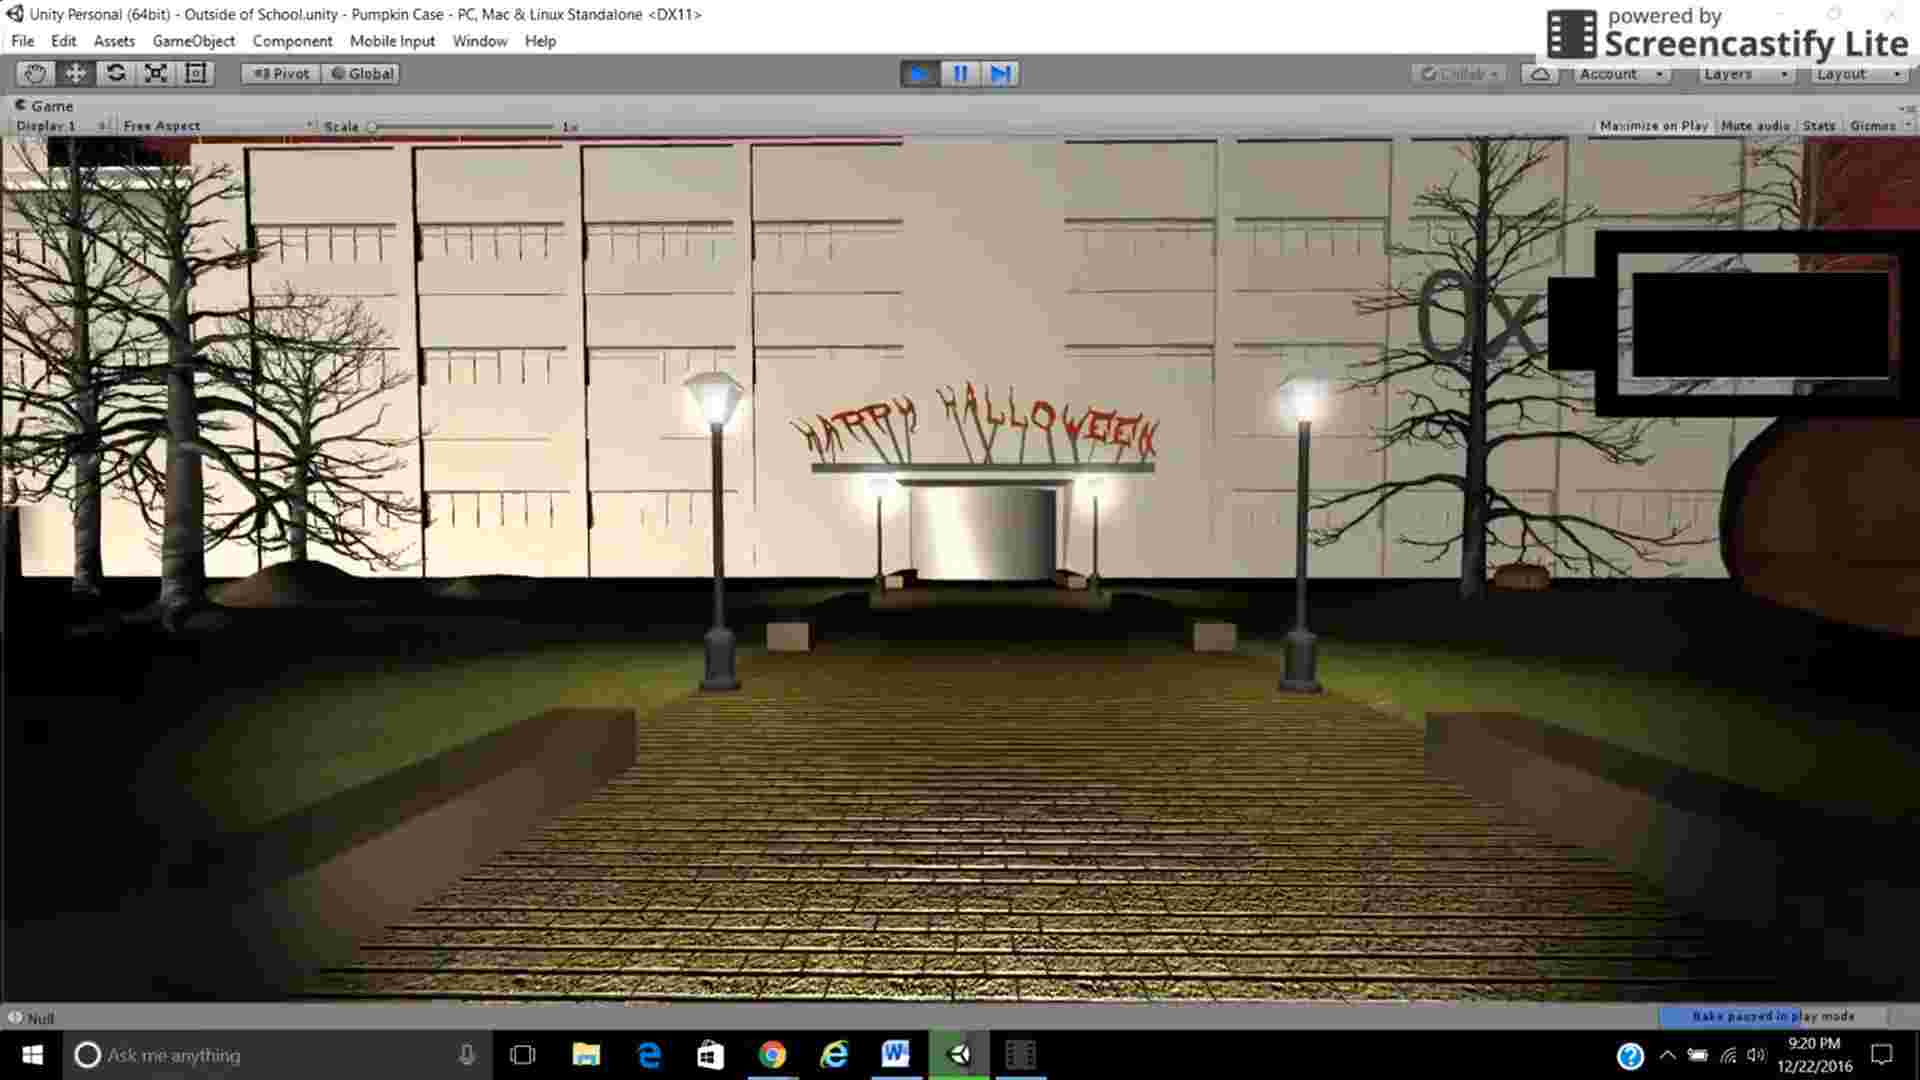 Unity Personal (64bit) - Outside of School.unity - Pumpkin Case - PC, Mac & Linux Standalone <DX11>
powered by
Screencastify Lite
File Edit Assets GameObject Component Mobile Input Window Help
Pivot Global Collab Account Layers Layout
Game
Display 1 Free Aspect Scale 1x Maximize on Play Mute audio Stats Gizmos
0x
HAPPY HALLOWEEN
Null
Bake paused in play mode
Ask me anything
9:20 PM
12/22/2016